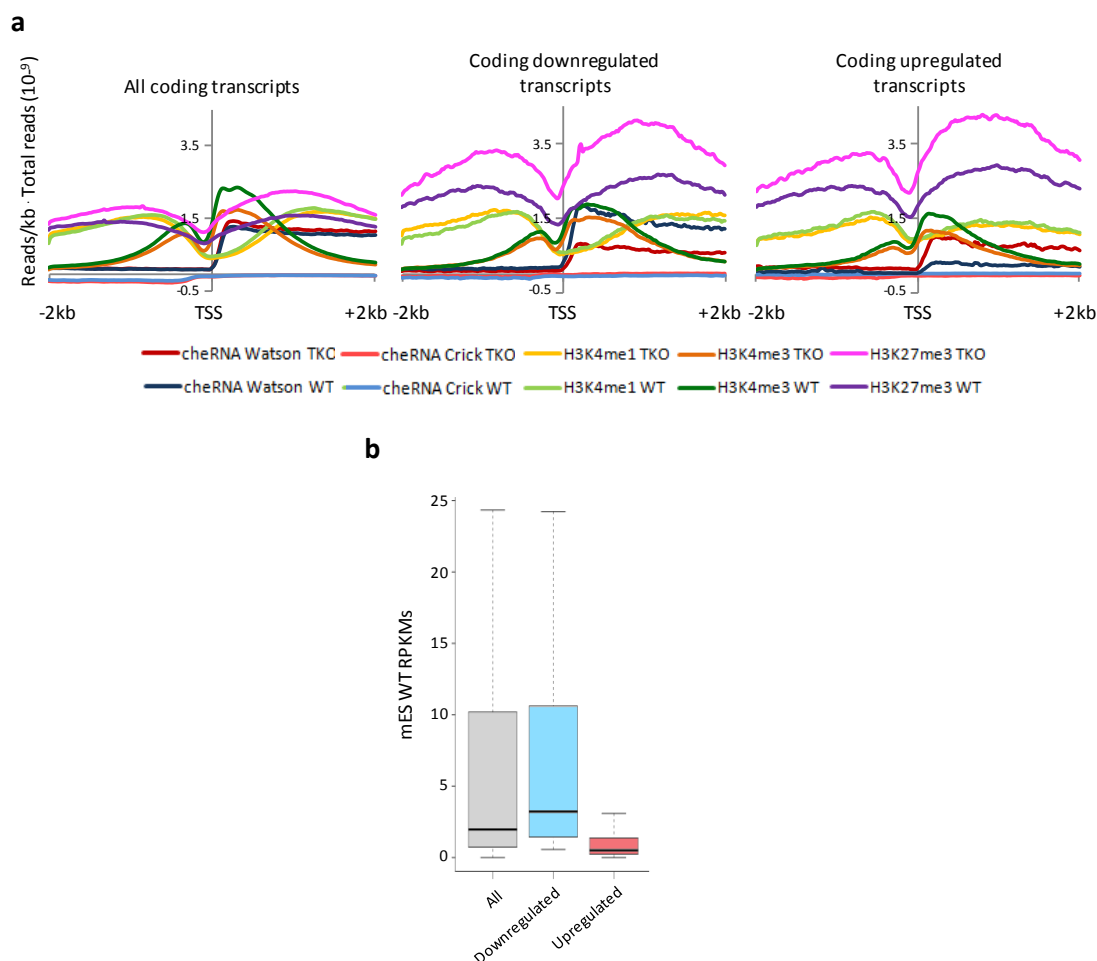 a
Reads/kb · Total reads (10⁻⁹)
All coding transcripts
3.5
1.5
-0.5
-2kb TSS +2kb
Coding downregulated
transcripts
3.5
1.5
-0.5
-2kb TSS +2kb
Coding upregulated
transcripts
3.5
1.5
-0.5
-2kb TSS +2kb
cheRNA Watson TKO cheRNA Crick TKO H3K4me1 TKO H3K4me3 TKO H3K27me3 TKO
cheRNA Watson WT cheRNA Crick WT H3K4me1 WT H3K4me3 WT H3K27me3 WT
b
mES WT RPKMs
25
20
15
10
5
0
All
Downregulated
Upregulated